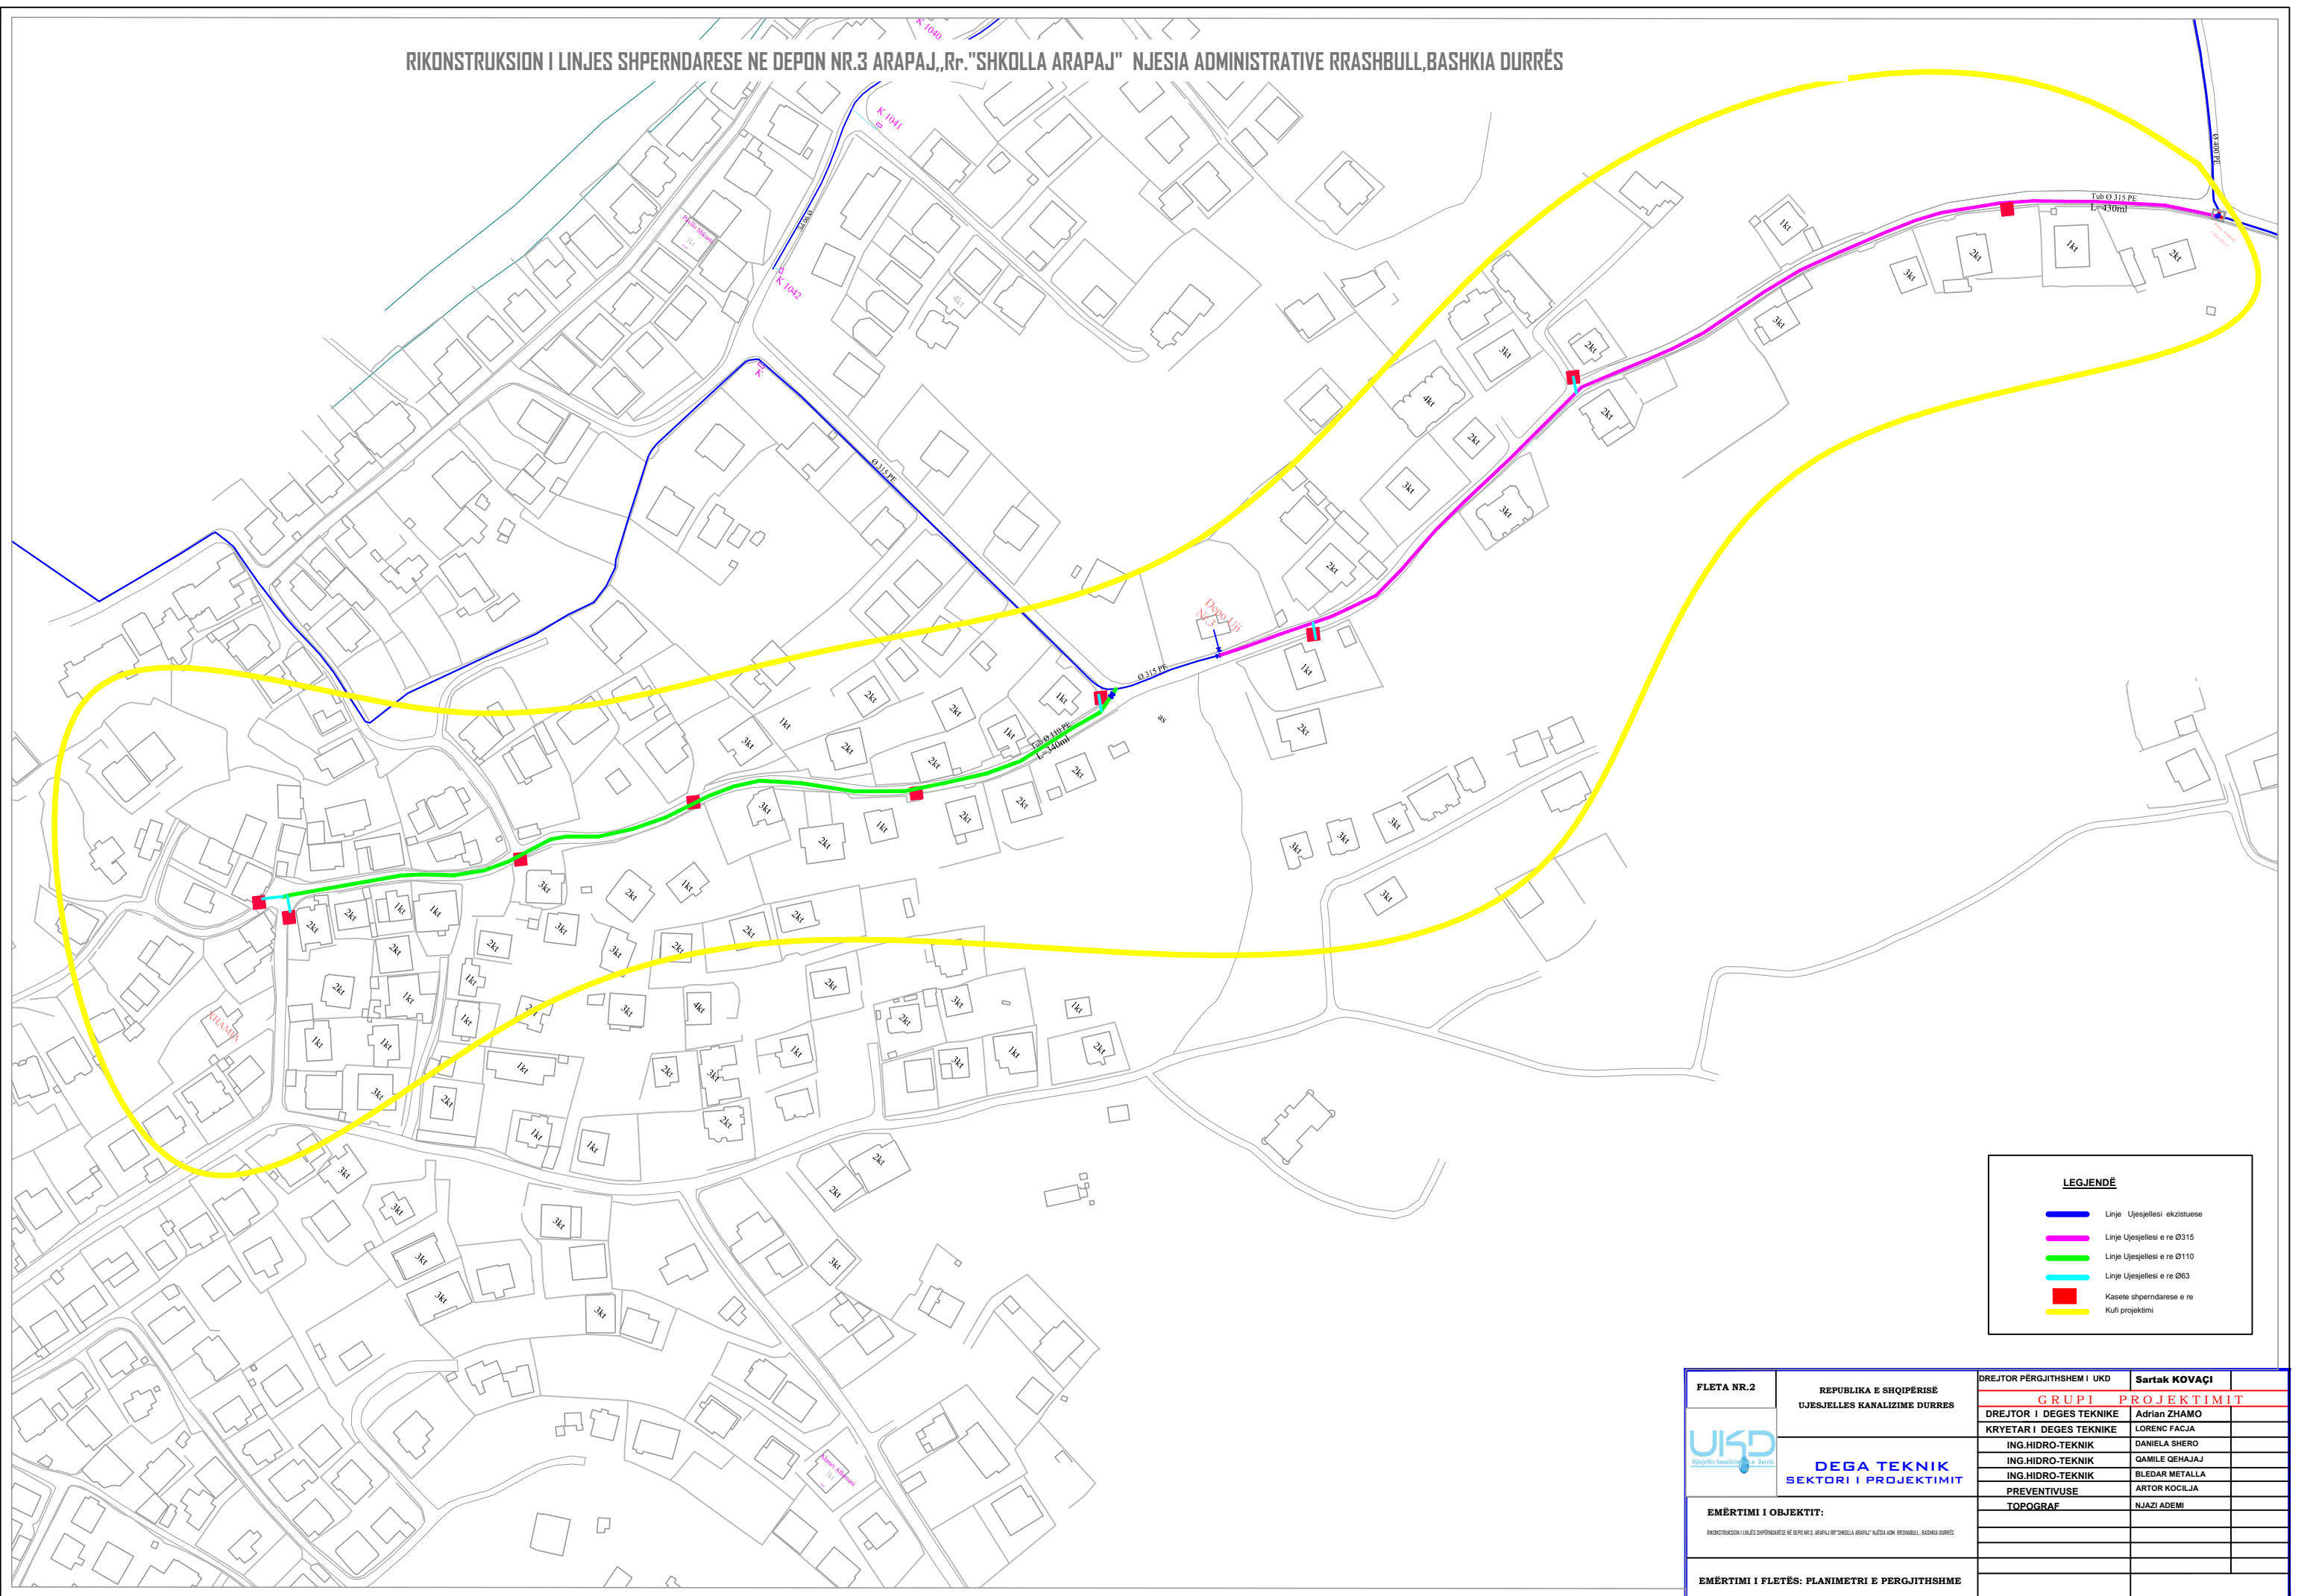 RIKONSTRUKSION I LINJES SHPERNDARESE NE DEPON NR.3 ARAPAJ,,Rr."SHKOLLA ARAPAJ" NJESIA ADMINISTRATIVE RRASHBULL,BASHKIA DURRËS
K 1040
K 1041
K 1042
K
Ø 400 PE
Tub Ø 315 PE
L=430ml
Ø 315 PE
Depo Uji
Nr.3
Ø 315 PE
Tub Ø 110 PE
L=340ml
as
XHAMIA
1kt
2kt
3kt
4kt
LEGJENDË
Linje Ujesjellesi ekzistuese
Linje Ujesjellesi e re Ø315
Linje Ujesjellesi e re Ø110
Linje Ujesjellesi e re Ø63
Kasete shperndarese e re
Kufi projektimi
FLETA NR.2
REPUBLIKA E SHQIPËRISË
UJESJELLES KANALIZIME DURRES
UKD
DEGA TEKNIK
SEKTORI I PROJEKTIMIT
EMËRTIMI I OBJEKTIT:
EMËRTIMI I FLETËS: PLANIMETRI E PERGJITHSHME
DREJTOR PËRGJITHSHEM I UKD Sartak KOVAÇI
GRUPI PROJEKTIMIT
DREJTOR I DEGES TEKNIKE Adrian ZHAMO
KRYETAR I DEGES TEKNIKE LORENC FACJA
ING.HIDRO-TEKNIK DANIELA SHERO
ING.HIDRO-TEKNIK QAMILE QEHAJAJ
ING.HIDRO-TEKNIK BLEDAR METALLA
PREVENTIVUSE ARTOR KOCILJA
TOPOGRAF NJAZI ADEMI